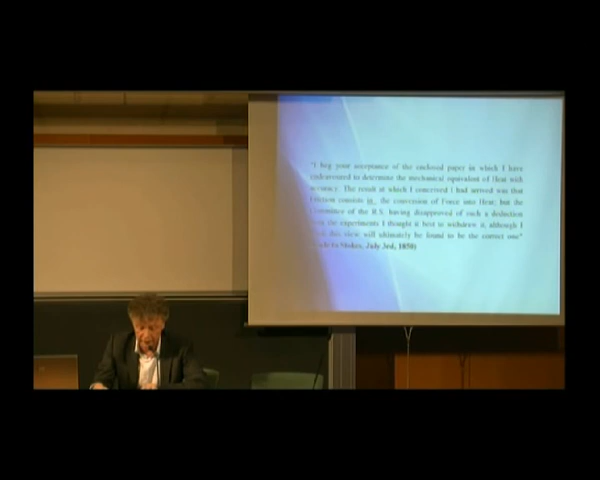 "I beg your acceptance of the enclosed paper in which I have
endeavoured to determine the mechanical equivalent of Heat with
accuracy. The result at which I conceived I had arrived was that
Friction consists in the conversion of Force into Heat; but the
Committee of the R.S. having disapproved of such a deduction
the experiments I thought it best to withdraw it, although I
this view will ultimately be found to be the correct one"
to Stokes, July 3rd, 1850)